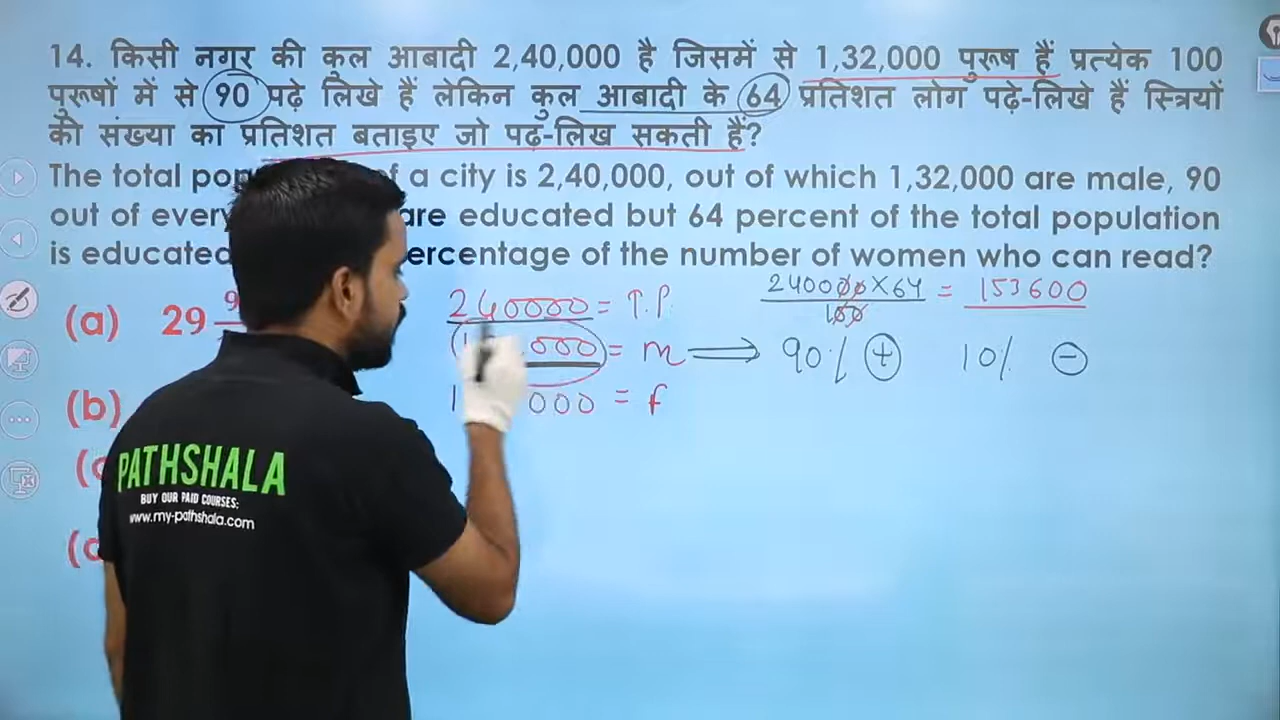 14. किसी नगर की कुल आबादी 2,40,000 है जिसमें से 1,32,000 पुरूष हैं प्रत्येक 100
पुरूषों में से 90 पढ़े लिखे हैं लेकिन कुल आबादी के 64 प्रतिशत लोग पढ़े-लिखे हैं स्त्रियों
की संख्या का प्रतिशत बताइए जो पढ़-लिख सकती हैं?
The total of a city is 2,40,000, out of which 1,32,000 are male, 90
out of every are educated but 64 percent of the total population
is educated of the number of women who can read?
240000×64 = 153600
100
(a) 29 9 240000 = T.P.
000 = m ⟹ 90% + 10% −
(b) 000 = f
PATHSHALA
BUY OUR PAID COURSES:
www.my-pathshala.com